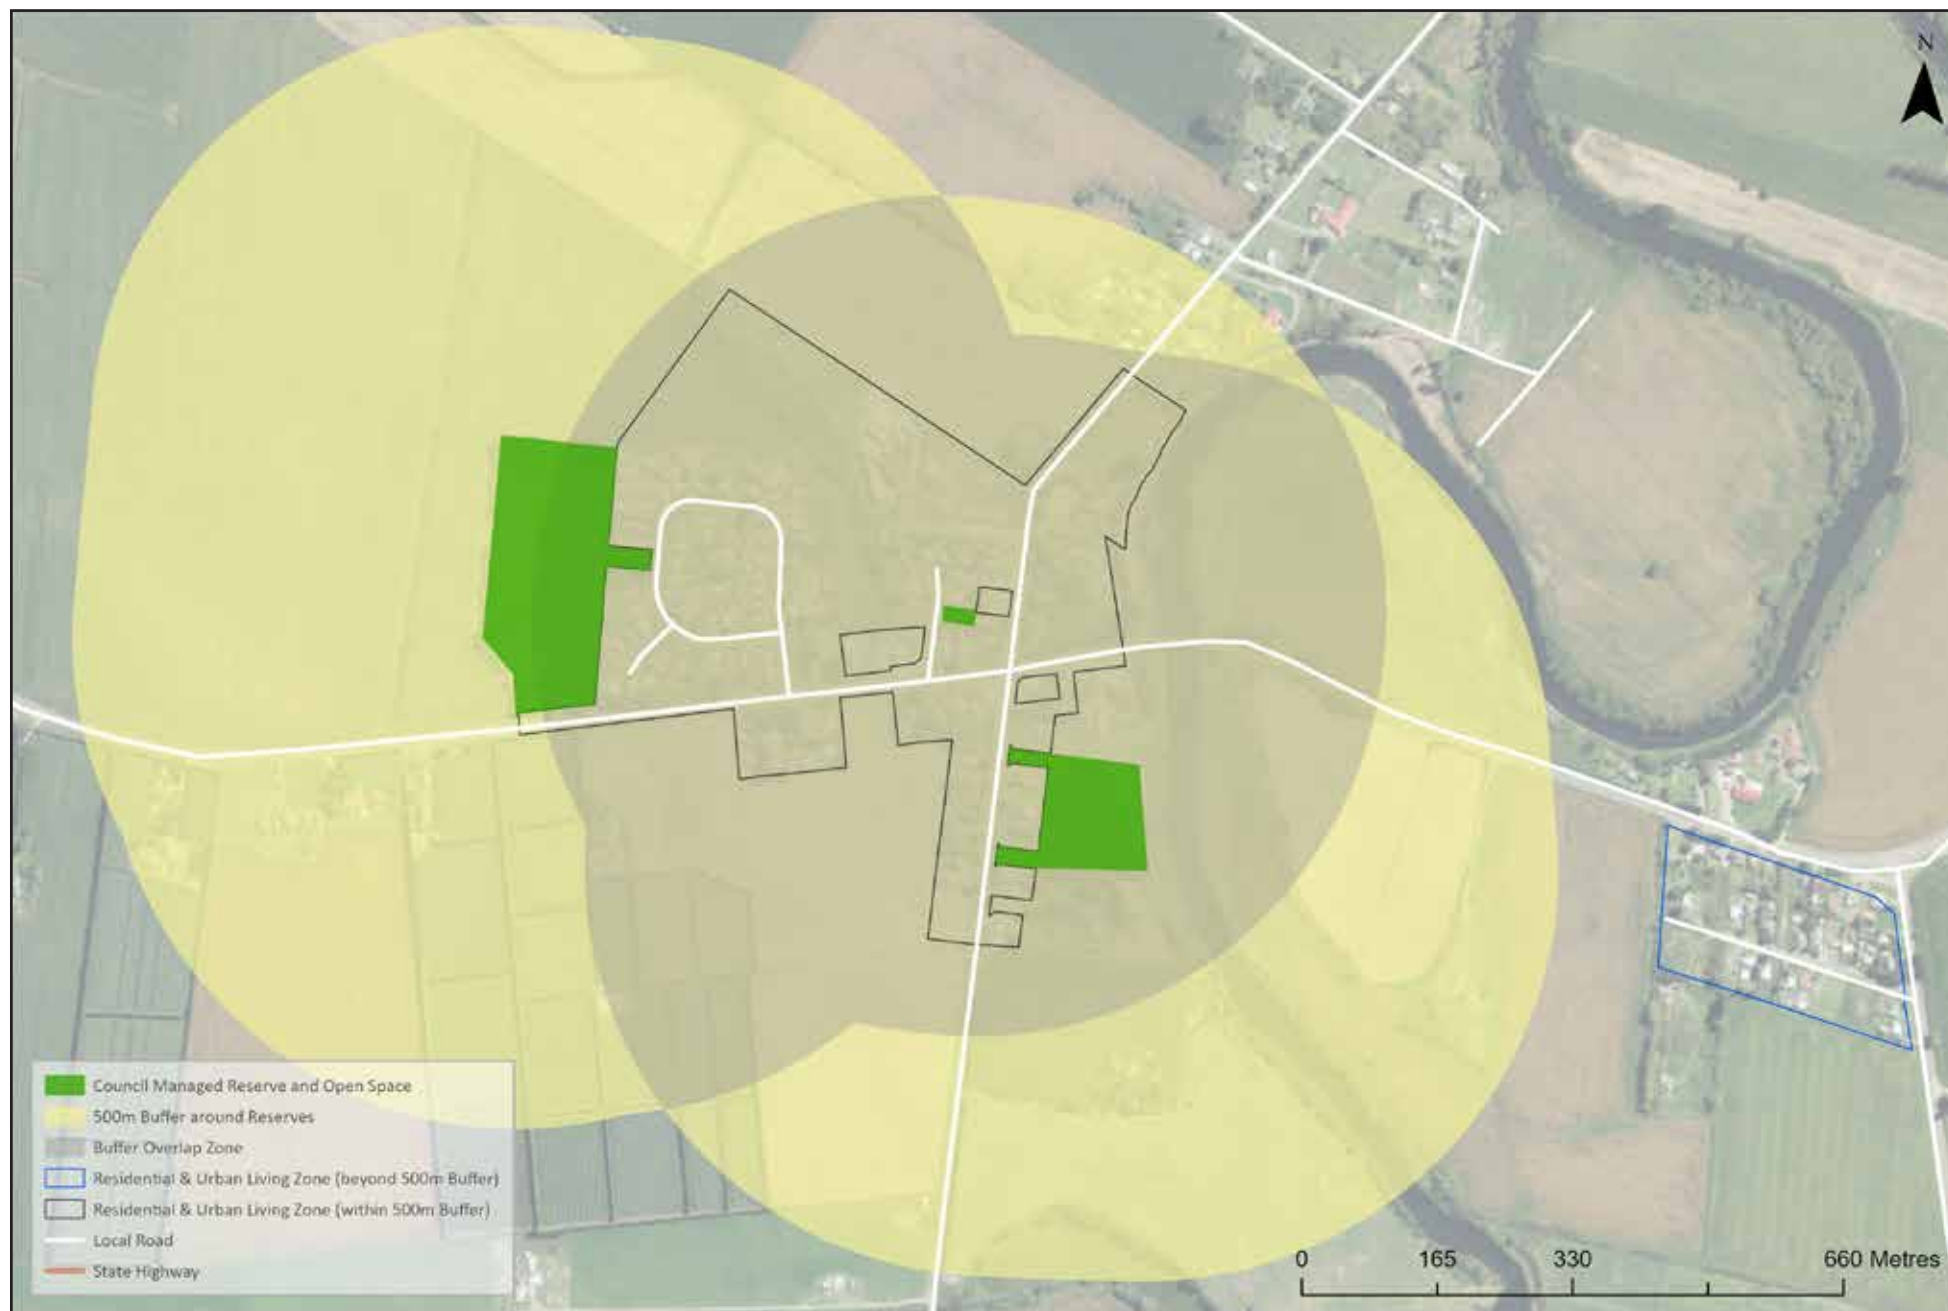 N
Council Managed Reserve and Open Space
500m Buffer around Reserves
Buffer Overlap Zone
Residential & Urban Living Zone (beyond 500m Buffer)
Residential & Urban Living Zone (within 500m Buffer)
Local Road
State Highway
0 165 330 660 Metres